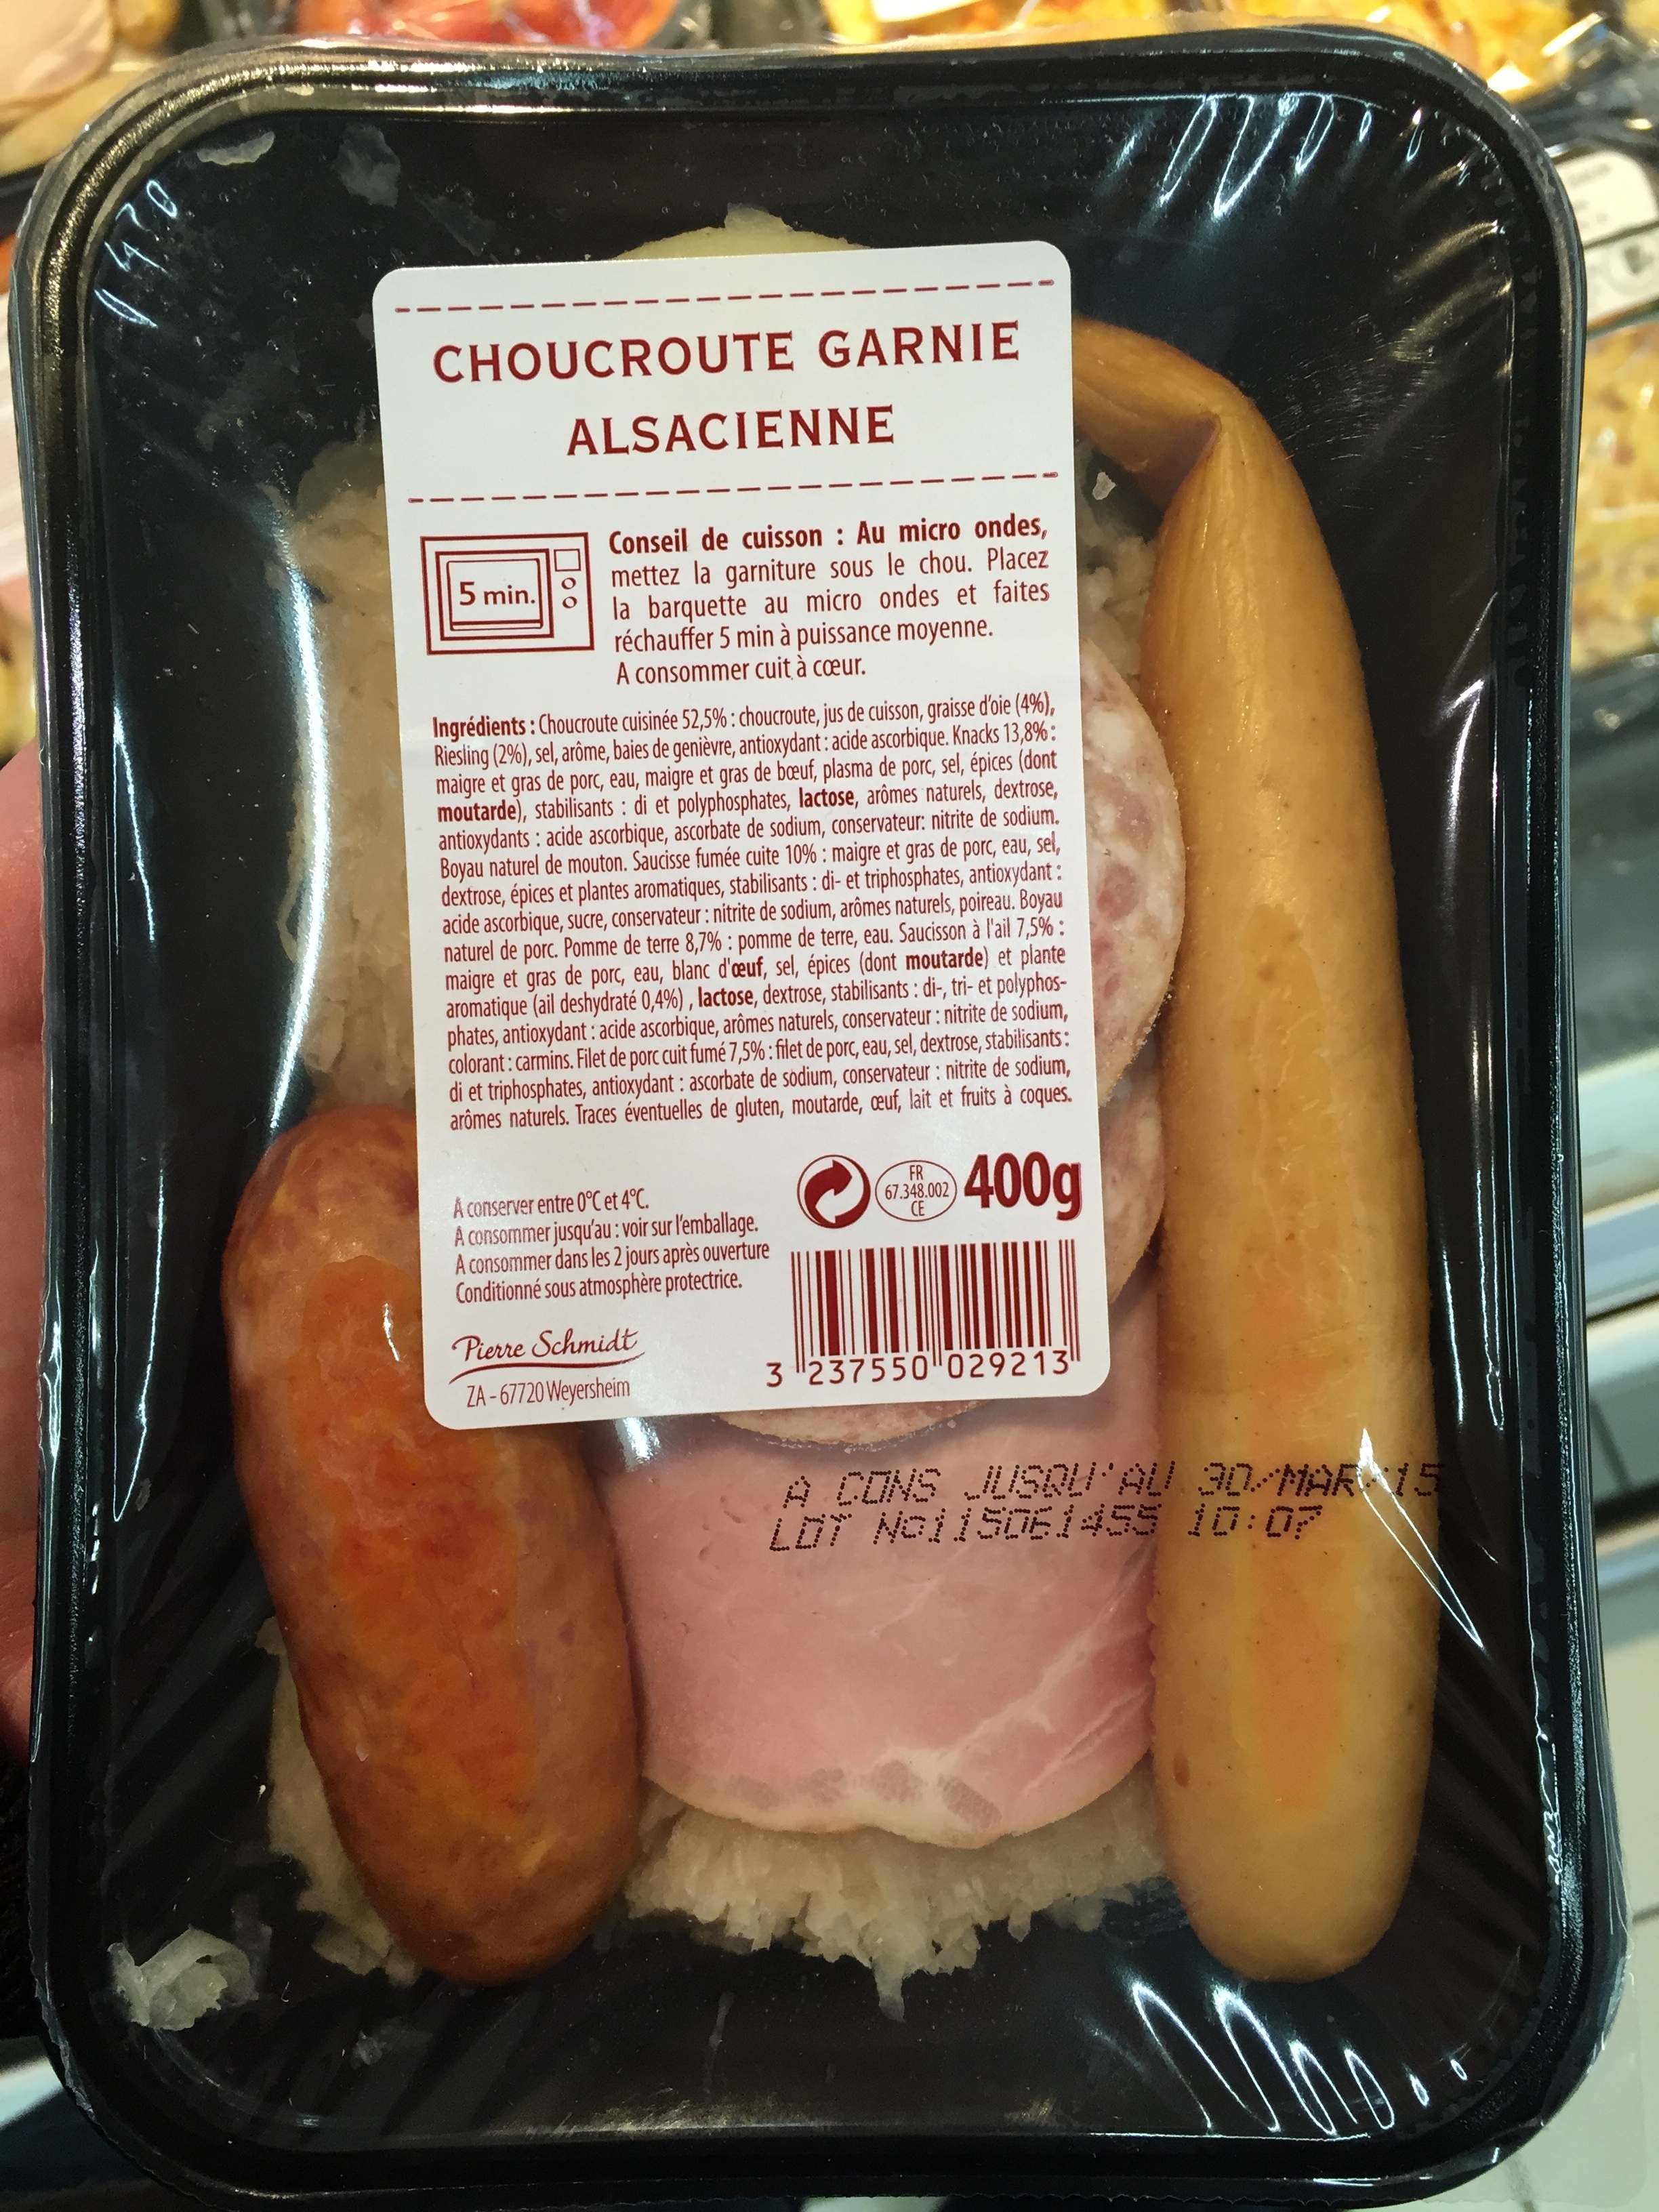 CHOUCROUTE GARNIE
ALSACIENNE
5 min.
Conseil de cuisson : Au micro ondes,
mettez la garniture sous le chou. Placez
la barquette au micro ondes et faites
réchauffer 5 min à puissance moyenne.
A consommer cuit à cœur.
Ingrédients : Choucroute cuisinée 52,5% : choucroute, jus de cuisson, graisse d'oie (4%),
Riesling (2%), sel, arôme, baies de genièvre, antioxydant : acide ascorbique. Knacks 13,8% :
maigre et gras de porc, eau, maigre et gras de bœuf, plasma de porc, sel, épices (dont
moutarde), stabilisants : di et polyphosphates, lactose, arômes naturels, dextrose,
antioxydants : acide ascorbique, ascorbate de sodium, conservateur: nitrite de sodium.
Boyau naturel de mouton. Saucisse fumée cuite 10% : maigre et gras de porc, eau, sel,
dextrose, épices et plantes aromatiques, stabilisants : di- et triphosphates, antioxydant :
acide ascorbique, sucre, conservateur : nitrite de sodium, arômes naturels, poireau. Boyau
naturel de porc. Pomme de terre 8,7% : pomme de terre, eau. Saucisson à l'ail 7,5% :
maigre et gras de porc, eau, blanc d'œuf, sel, épices (dont moutarde) et plante
aromatique (ail deshydraté 0,4%) , lactose, dextrose, stabilisants : di-, tri- et polyphos-
phates, antioxydant : acide ascorbique, arômes naturels, conservateur : nitrite de sodium,
colorant : carmins. Filet de porc cuit fumé 7,5% : filet de porc, eau, sel, dextrose, stabilisants :
di et triphosphates, antioxydant : ascorbate de sodium, conservateur : nitrite de sodium,
arômes naturels. Traces éventuelles de gluten, moutarde, œuf, lait et fruits à coques.
A conserver entre 0°C et 4°C.
A consommer jusqu'au : voir sur l'emballage.
A consommer dans les 2 jours après ouverture
Conditionné sous atmosphère protectrice.
FR
67.348.002
CE
400g
Pierre Schmidt
ZA - 67720 Weyersheim
3 237550 029213
A CONS JUSQU'AU 30/MAR/15
LOT N°115061455 10:07